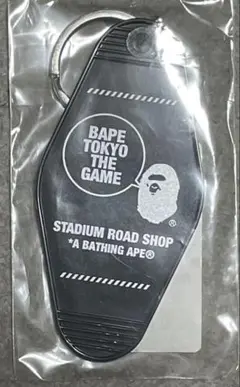 BAPE
TOKYO
THE
GAME
®
STADIUM ROAD SHOP
*A BATHING APE®